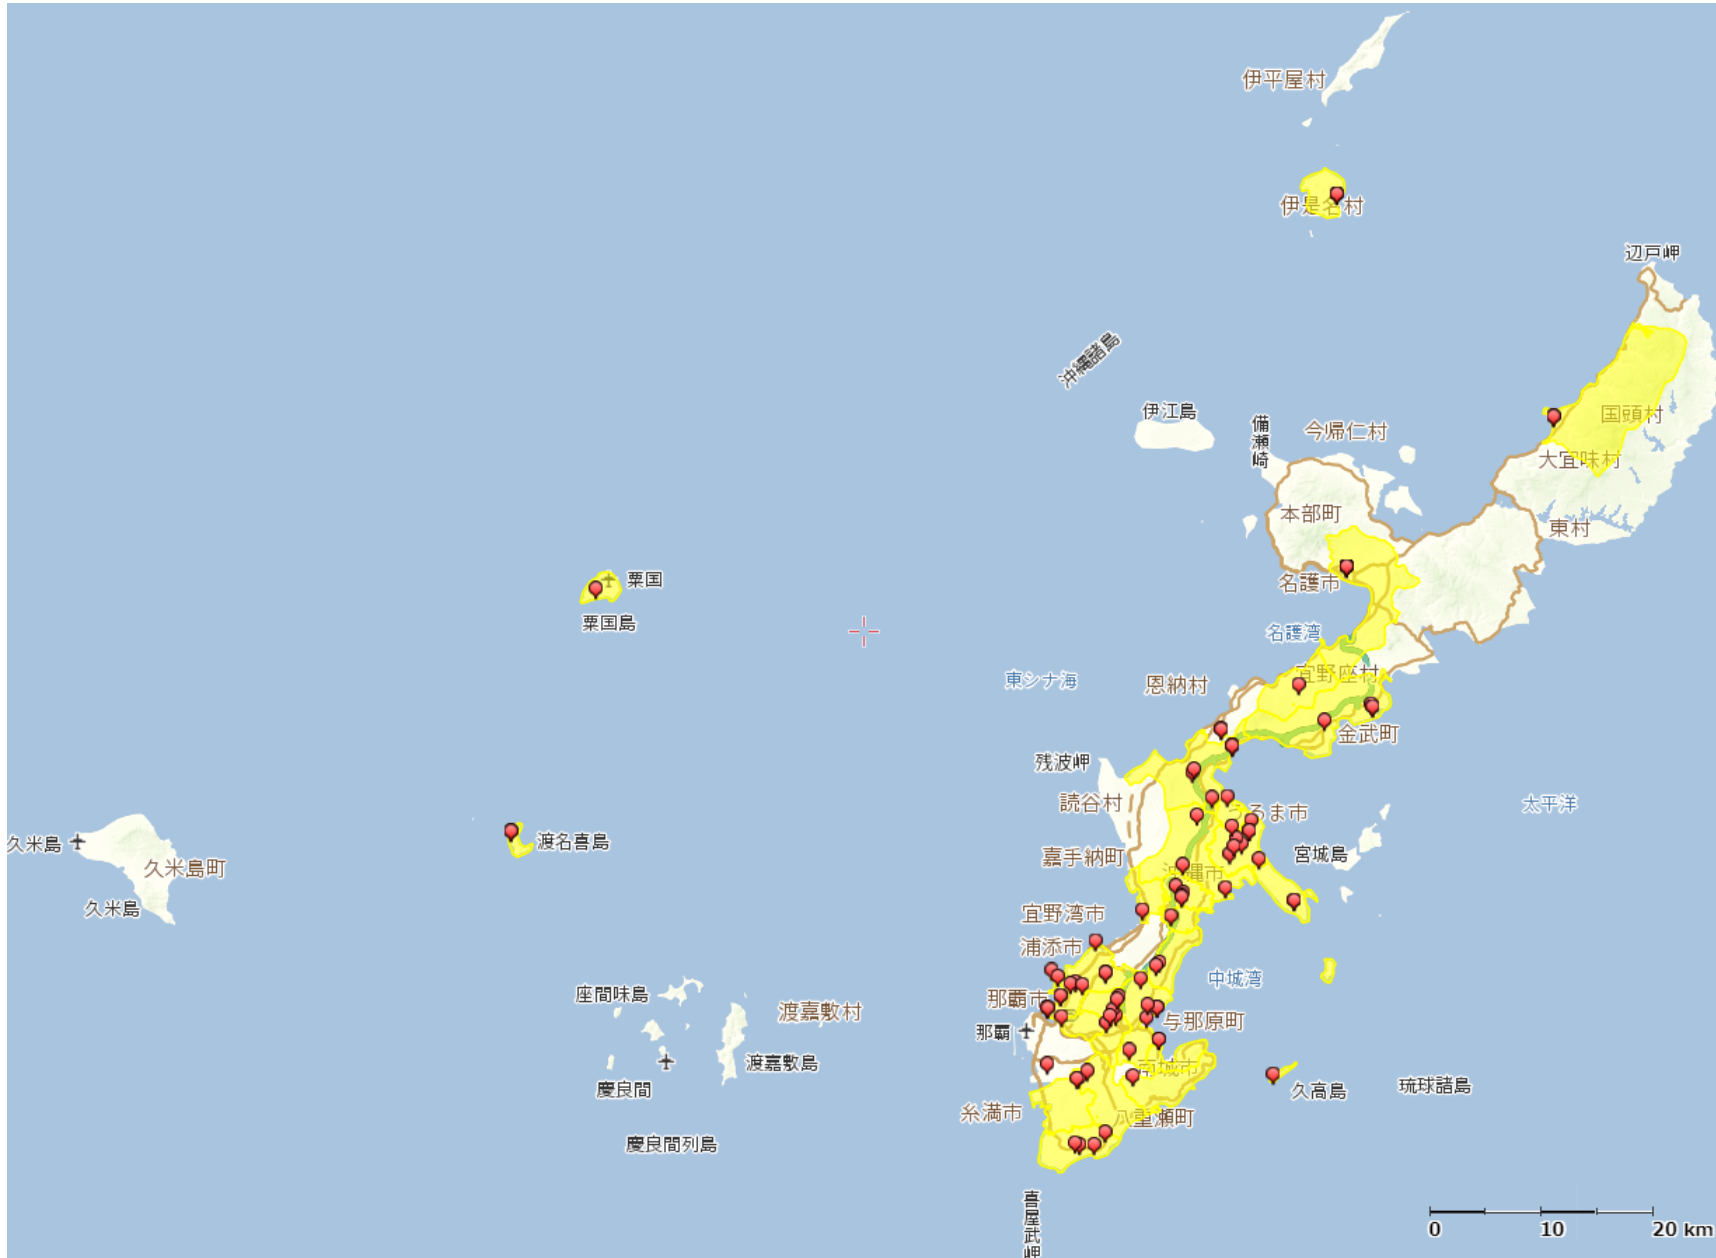 伊平屋村
伊是名村
辺戸岬
沖縄諸島
伊江島
備瀬崎
今帰仁村
国頭村
大宜味村
本部町
東村
粟国
名護市
粟国島
名護湾
東シナ海
恩納村
宜野座村
金武町
残波岬
読谷村
うるま市
太平洋
久米島
渡名喜島
久米島町
嘉手納町
宮城島
沖縄市
久米島
宜野湾市
浦添市
中城湾
座間味島
那覇市
渡嘉敷村
与那原町
那覇
渡嘉敷島
南城市
慶良間
久高島
琉球諸島
糸満市
八重瀬町
慶良間列島
喜屋武岬
0 10 20 km